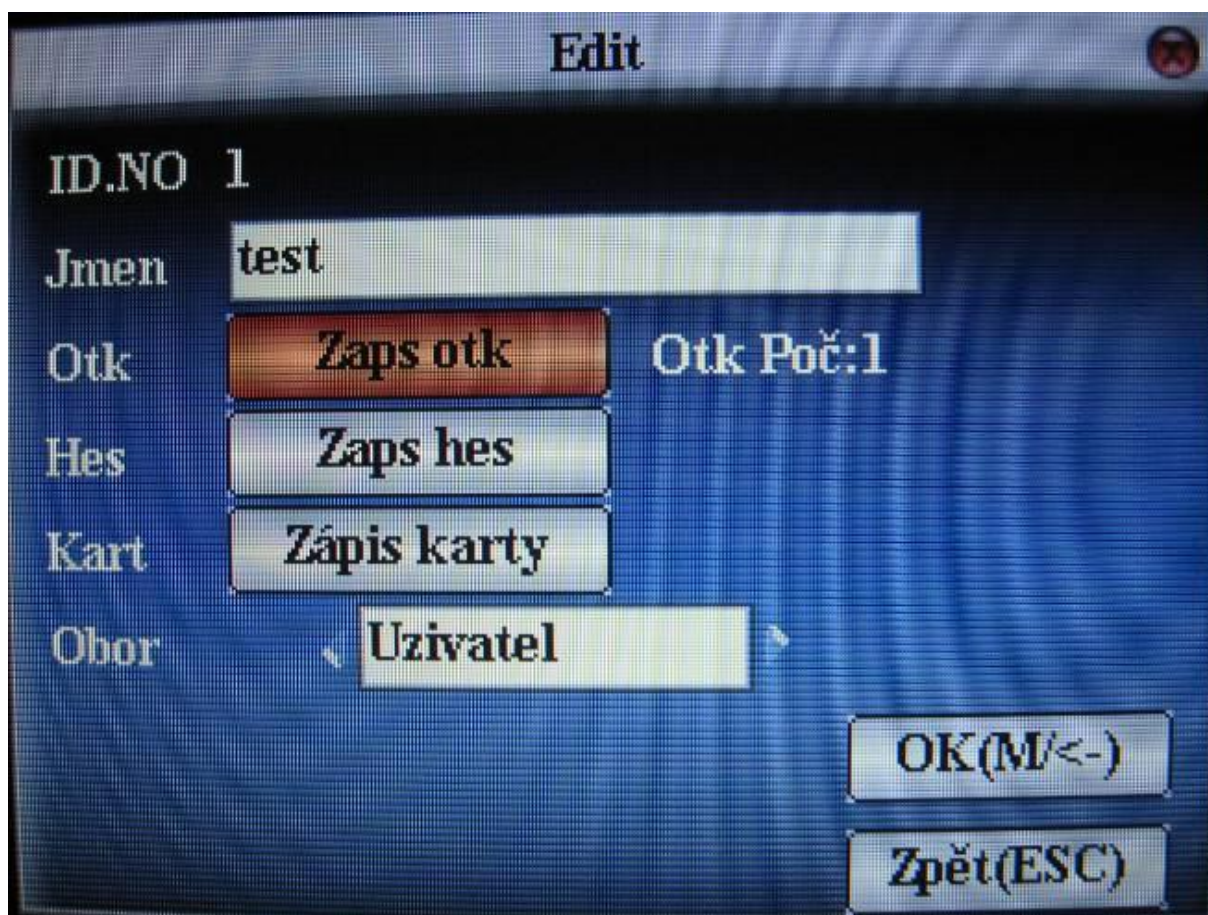 Edit
ID.NO 1
Jmen test
Otk Zaps otk Otk Poč:1
Hes Zaps hes
Kart Zápis karty
Obor Uzivatel
OK(M/<-)
Zpět(ESC)